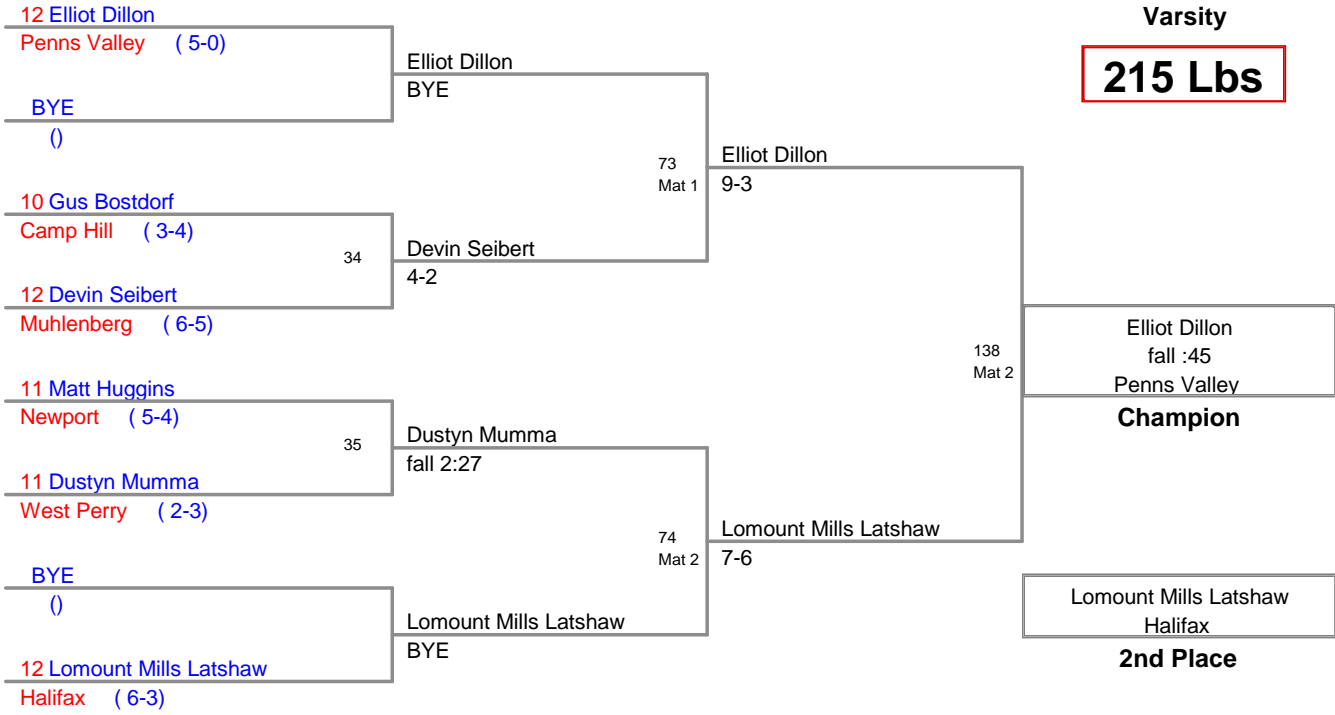 12 Elliot Dillon
Penns Valley ( 5-0)
BYE
()
10 Gus Bostdorf
Camp Hill ( 3-4)
12 Devin Seibert
Muhlenberg ( 6-5)
11 Matt Huggins
Newport ( 5-4)
11 Dustyn Mumma
West Perry ( 2-3)
BYE
()
12 Lomount Mills Latshaw
Halifax ( 6-3)
Elliot Dillon
BYE
34
Devin Seibert
4-2
35
Dustyn Mumma
fall 2:27
Lomount Mills Latshaw
BYE
73
Mat 1
Elliot Dillon
9-3
74
Mat 2
Lomount Mills Latshaw
7-6
138
Mat 2
Varsity
215 Lbs
Elliot Dillon
fall :45
Penns Valley
Champion
Lomount Mills Latshaw
Halifax
2nd Place